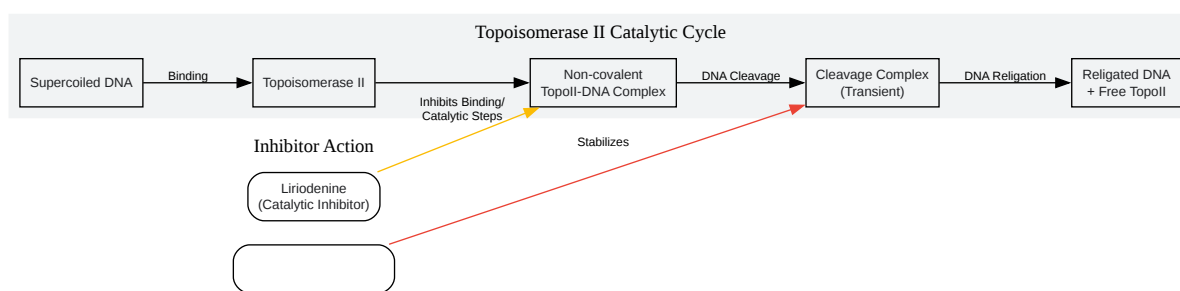 Topoisomerase II Catalytic Cycle
Supercoiled DNA
Binding
Topoisomerase II
Non-covalent
TopoII-DNA Complex
DNA Cleavage
Cleavage Complex
(Transient)
DNA Religation
Religated DNA
+ Free TopoII
Inhibits Binding/
Catalytic Steps
Stabilizes
Inhibitor Action
Liriodenine
(Catalytic Inhibitor)